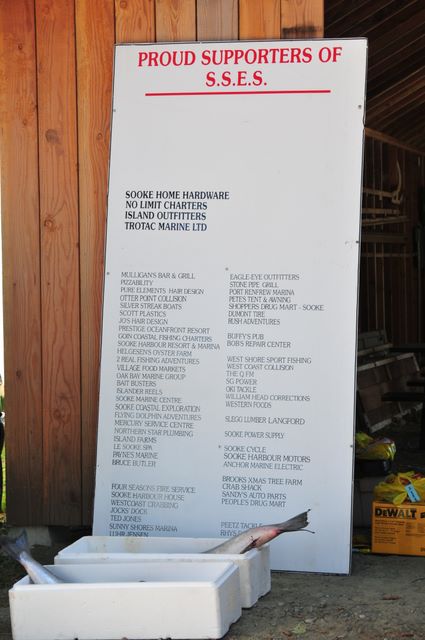 PROUD SUPPORTERS OF
S.S.E.S.
SOOKE HOME HARDWARE
NO LIMIT CHARTERS
ISLAND OUTFITTERS
TROTAC MARINE LTD
MULLIGAN'S BAR & GRILL
PIZZABILITY
PURE ELEMENTS HAIR DESIGN
OTTER POINT COLLISION
SILVER STREAK BOATS
SCOTT PLASTICS
JO'S HAIR DESIGN
PRESTIGE OCEANFRONT RESORT
COIN COASTAL FISHING CHARTERS
SOOKE HARBOUR RESORT & MARINA
HELGESEN'S OYSTER FARM
2 REAL FISHING ADVENTURES
VILLAGE FOOD MARKETS
OAK BAY MARINE GROUP
BAIT BUSTERS
ISLANDER REELS
SOOKE MARINE CENTRE
SOOKE COASTAL EXPLORATION
FLYING DOLPHIN ADVENTURES
MERCURY SERVICE CENTRE
NORTHERN STAR PLUMBING
ISLAND FARMS
LE SOOKE SPA
PAYNES MARINE
BRUCE BUTLER
FOUR SEASONS FIRE SERVICE
SOOKE HARBOUR HOUSE
WESTCOAST CRABBING
JOCKS' DOCK
TED JONES
SUNNY SHORES MARINA
LUHR JENSEN
EAGLE-EYE OUTFITTERS
STONE PIPE GRILL
PORT RENFREW MARINA
PETES TENT & AWNING
SHOPPERS DRUG MART - SOOKE
DUMONT TIRE
RUSH ADVENTURES
BUFFY'S PUB
BOB'S REPAIR CENTER
WEST SHORE SPORT FISHING
WEST COAST COLLISION
THE Q FM
SG POWER
OKI TACKLE
WILLIAM HEAD CORRECTIONS
WESTERN FOODS
SLEGG LUMBER LANGFORD
SOOKE POWER SUPPLY
SOOKE CYCLE
SOOKE HARBOUR MOTORS
ANCHOR MARINE ELECTRIC
BROOKS XMAS TREE FARM
CRAB SHACK
SANDY'S AUTO PARTS
PEOPLE'S DRUG MART
PEETZ TACKLE
RHYS
DEWALT